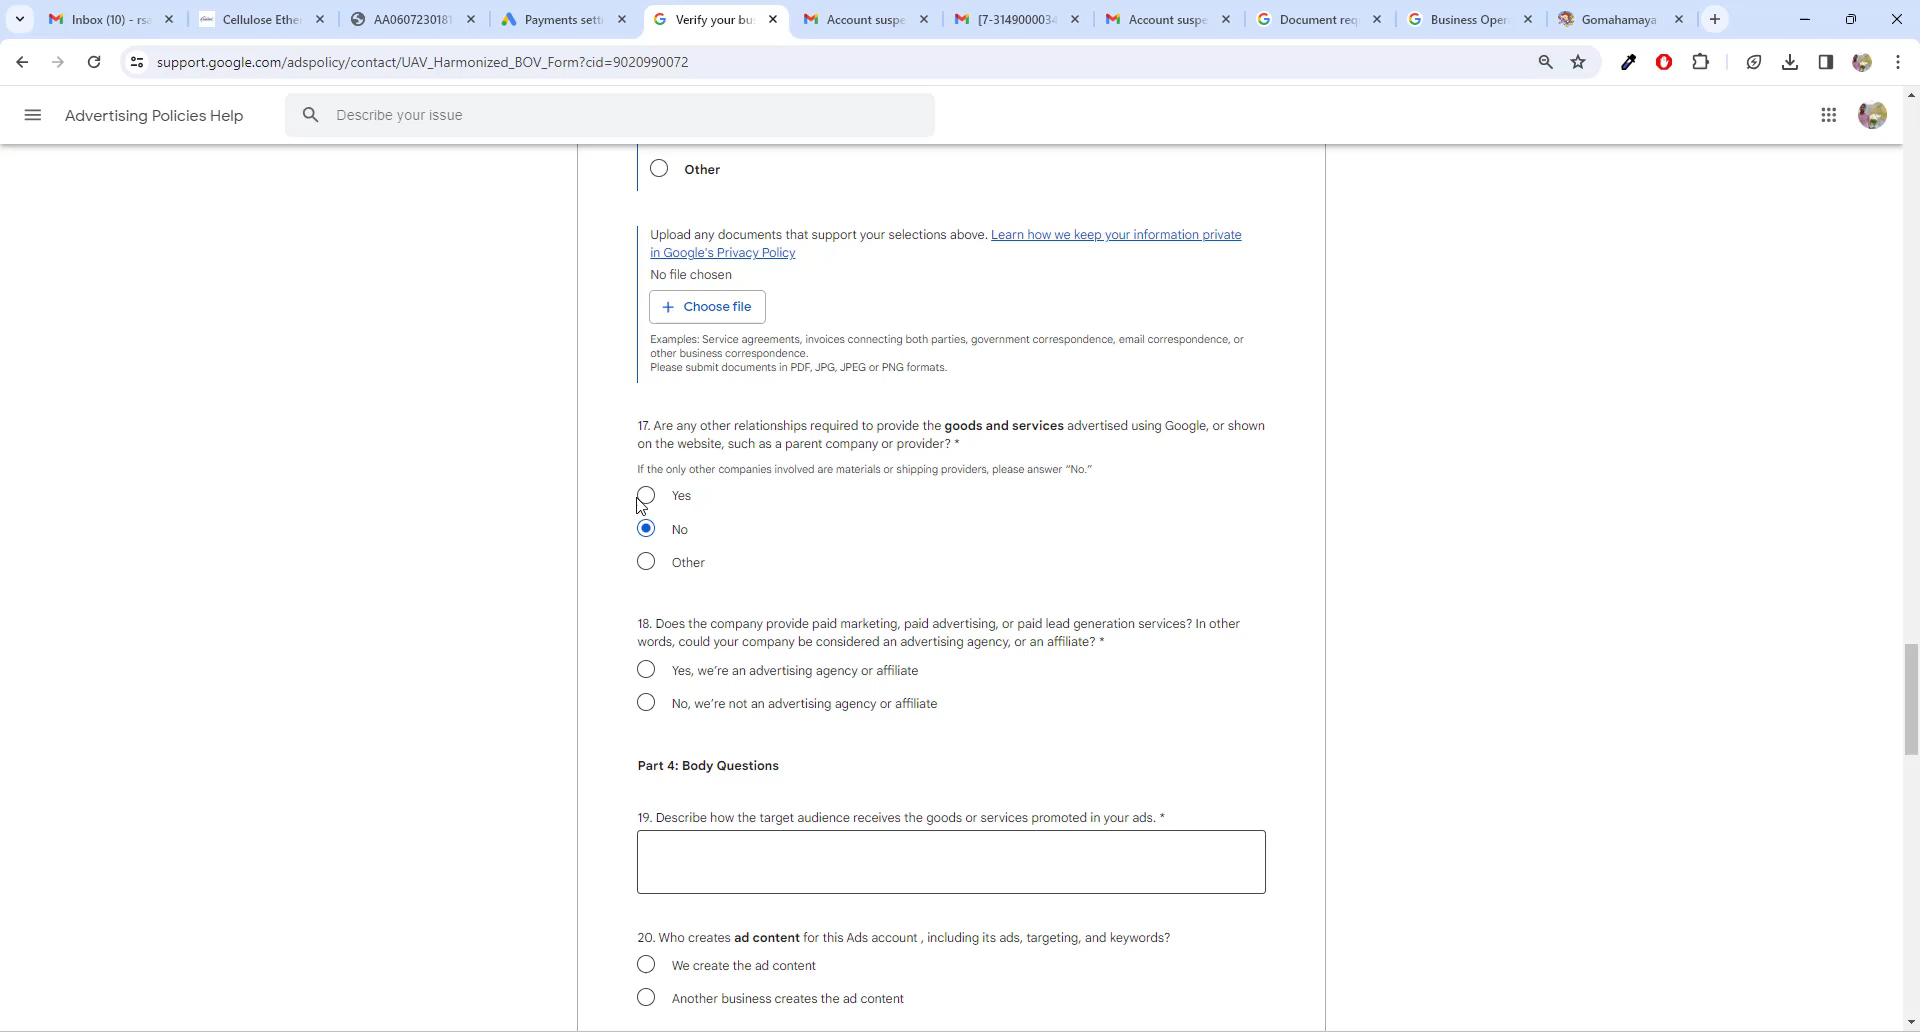 Inbox (10) - rsa
Cellulose Ethe
AA0607230181
Payments sett
Verify your bu
Account suspe
[7-3149000034
Account suspe
Document req
Business Oper
Gomahamaya
support.google.com/adspolicy/contact/UAV_Harmonized_BOV_Form?cid=9020990072
Advertising Policies Help
Describe your issue
Other
Upload any documents that support your selections above. Learn how we keep your information private
in Google's Privacy Policy
No file chosen
+ Choose file
Examples: Service agreements, invoices connecting both parties, government correspondence, email correspondence, or
other business correspondence.
Please submit documents in PDF, JPG, JPEG or PNG formats.
17. Are any other relationships required to provide the goods and services advertised using Google, or shown
on the website, such as a parent company or provider? *
If the only other companies involved are materials or shipping providers, please answer “No.”
Yes
No
Other
18. Does the company provide paid marketing, paid advertising, or paid lead generation services? In other
words, could your company be considered an advertising agency, or an affiliate? *
Yes, we’re an advertising agency or affiliate
No, we’re not an advertising agency or affiliate
Part 4: Body Questions
19. Describe how the target audience receives the goods or services promoted in your ads. *
20. Who creates ad content for this Ads account , including its ads, targeting, and keywords?
We create the ad content
Another business creates the ad content